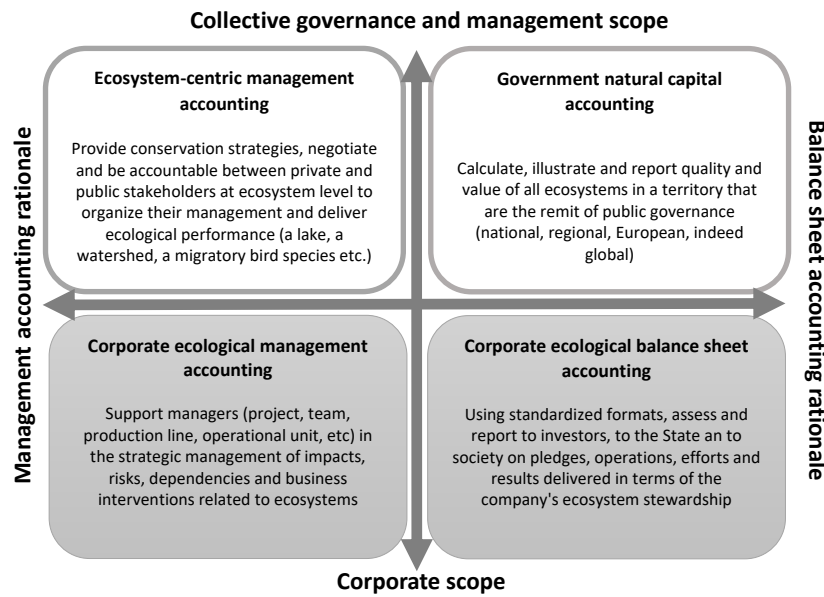 Collective governance and management scope
Ecosystem-centric management
accounting
Provide conservation strategies, negotiate
and be accountable between private and
public stakeholders at ecosystem level to
organize their management and deliver
ecological performance (a lake, a
watershed, a migratory bird species etc.)
Government natural capital
accounting
Calculate, illustrate and report quality and
value of all ecosystems in a territory that
are the remit of public governance
(national, regional, European, indeed
global)
Management accounting rationale
Balance sheet accounting rationale
Corporate ecological management
accounting
Support managers (project, team,
production line, operational unit, etc) in
the strategic management of impacts,
risks, dependencies and business
interventions related to ecosystems
Corporate ecological balance sheet
accounting
Using standardized formats, assess and
report to investors, to the State an to
society on pledges, operations, efforts and
results delivered in terms of the
company's ecosystem stewardship
Corporate scope